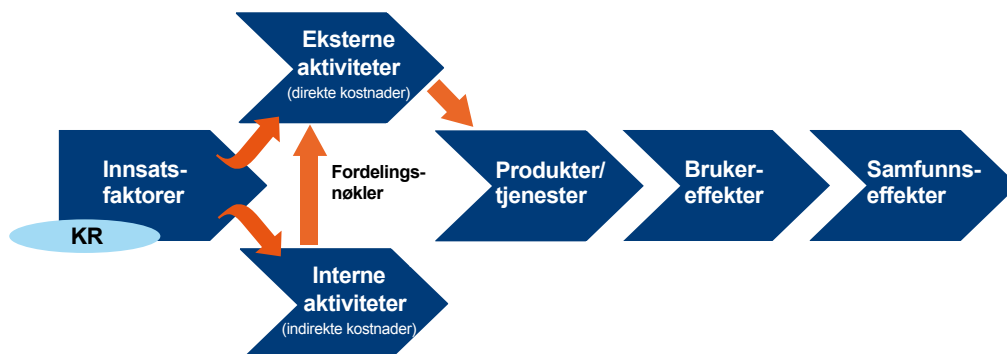 Eksterne
aktiviteter
(direkte kostnader)
Innsats-
faktorer
KR
Fordelings-
nøkler
Produkter/
tjenester
Bruker-
effekter
Samfunns-
effekter
Interne
aktiviteter
(indirekte kostnader)